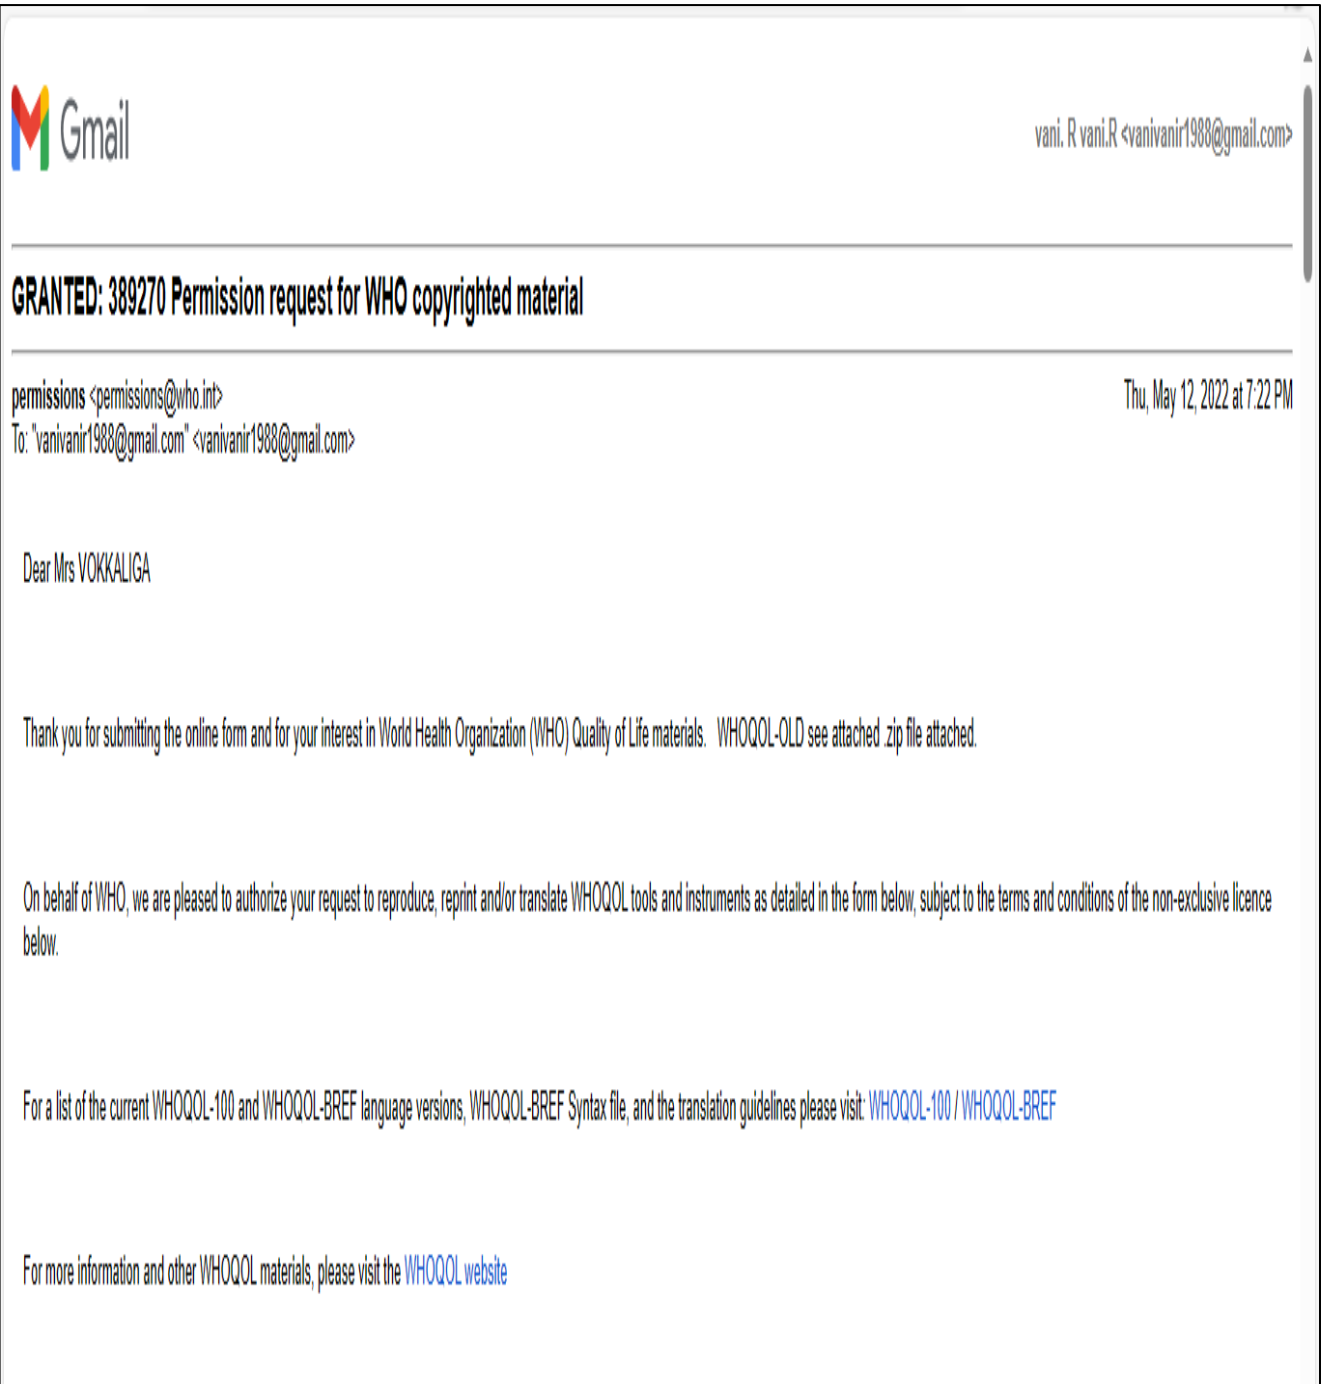 Gmail
vani. R vani.R <vanivanir1988@gmail.com>
GRANTED: 389270 Permission request for WHO copyrighted material
permissions <permissions@who.int>
Thu, May 12, 2022 at 7:22 PM
To: "vanivanir1988@gmail.com" <vanivanir1988@gmail.com>
Dear Mrs VOKKALIGA
Thank you for submitting the online form and for your interest in World Health Organization (WHO) Quality of Life materials. WHOQOL-OLD see attached .zip file attached.
On behalf of WHO, we are pleased to authorize your request to reproduce, reprint and/or translate WHOQOL tools and instruments as detailed in the form below, subject to the terms and conditions of the non-exclusive licence
below.
For a list of the current WHOQOL-100 and WHOQOL-BREF language versions, WHOQOL-BREF Syntax file, and the translation guidelines please visit: WHOQOL-100 / WHOQOL-BREF
For more information and other WHOQOL materials, please visit the WHOQOL website